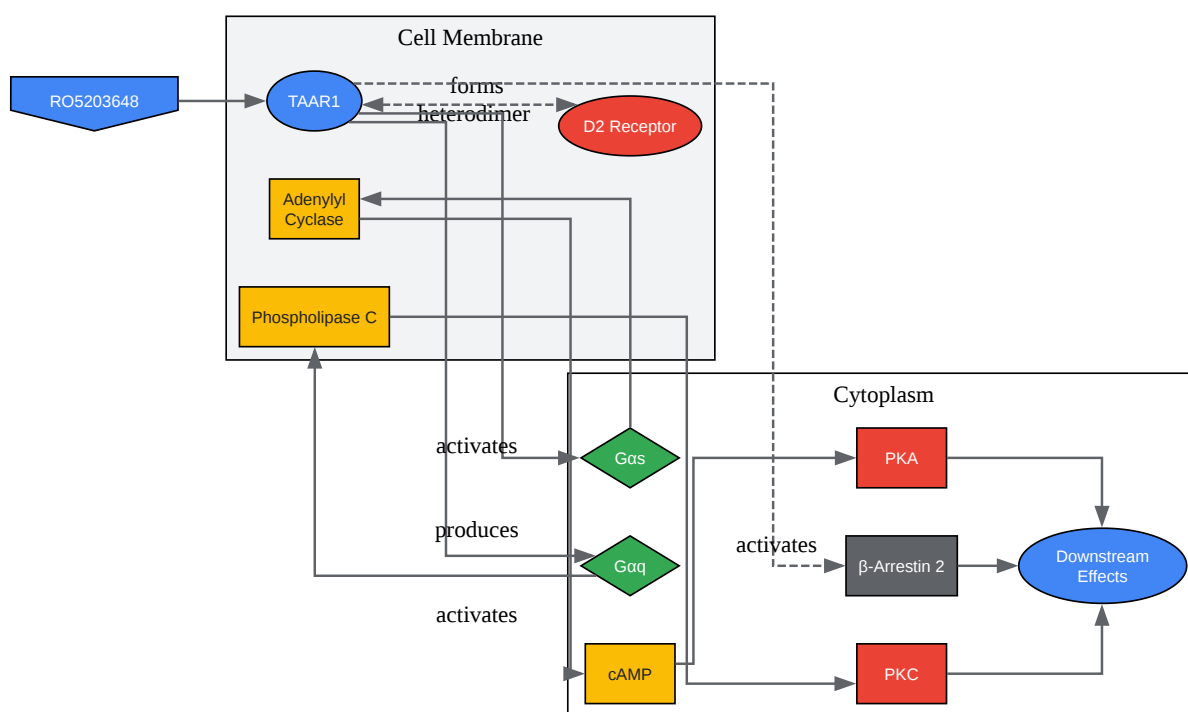 Cell Membrane
RO5203648
TAAR1
forms
heterodimer
D2 Receptor
Adenylyl
Cyclase
Phospholipase C
Cytoplasm
activates
Gαs
PKA
produces
activates
Gαq
β-Arrestin 2
Downstream
Effects
activates
cAMP
PKC